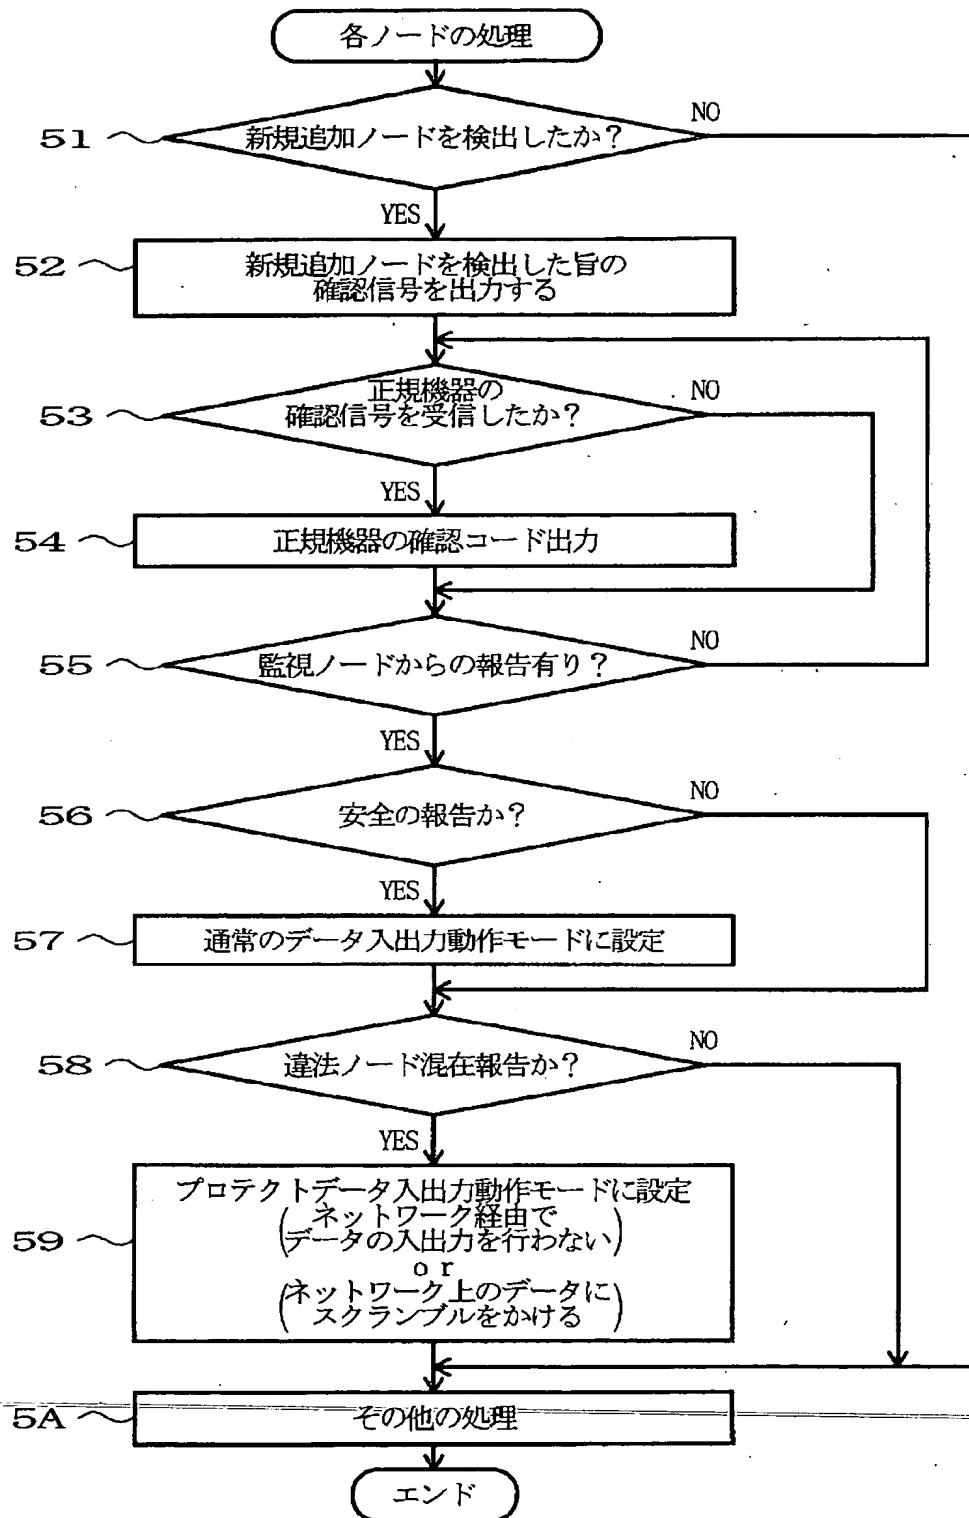 各ノードの処理
51
新規追加ノードを検出したか？
NO
YES
52
新規追加ノードを検出した旨の
確認信号を出力する
53
正規機器の
確認信号を受信したか？
NO
YES
54
正規機器の確認コード出力
55
監視ノードからの報告有り？
NO
YES
56
安全の報告か？
NO
YES
57
通常のデータ入出力動作モードに設定
58
違法ノード混在報告か？
NO
YES
59
プロテクトデータ入出力動作モードに設定
(ネットワーク経由で
データの入出力を行わない)
or
(ネットワーク上のデータに
スクランブルをかける)
5A
その他の処理
エンド